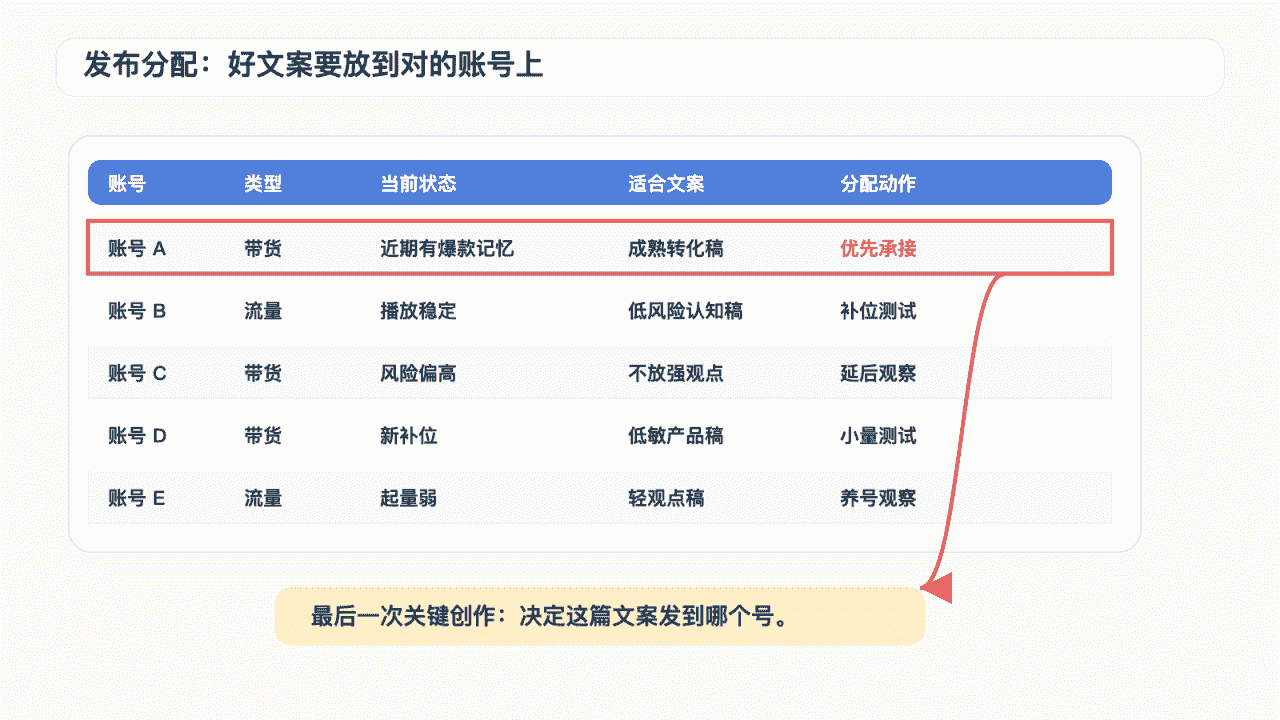 发布分配：好文案要放到对的账号上
账号 类型 当前状态 适合文案 分配动作
账号 A 带货 近期有爆款记忆 成熟转化稿 优先承接
账号 B 流量 播放稳定 低风险认知稿 补位测试
账号 C 带货 风险偏高 不放强观点 延后观察
账号 D 带货 新补位 低敏产品稿 小量测试
账号 E 流量 起量弱 轻观点稿 养号观察
最后一次关键创作：决定这篇文案发到哪个号。